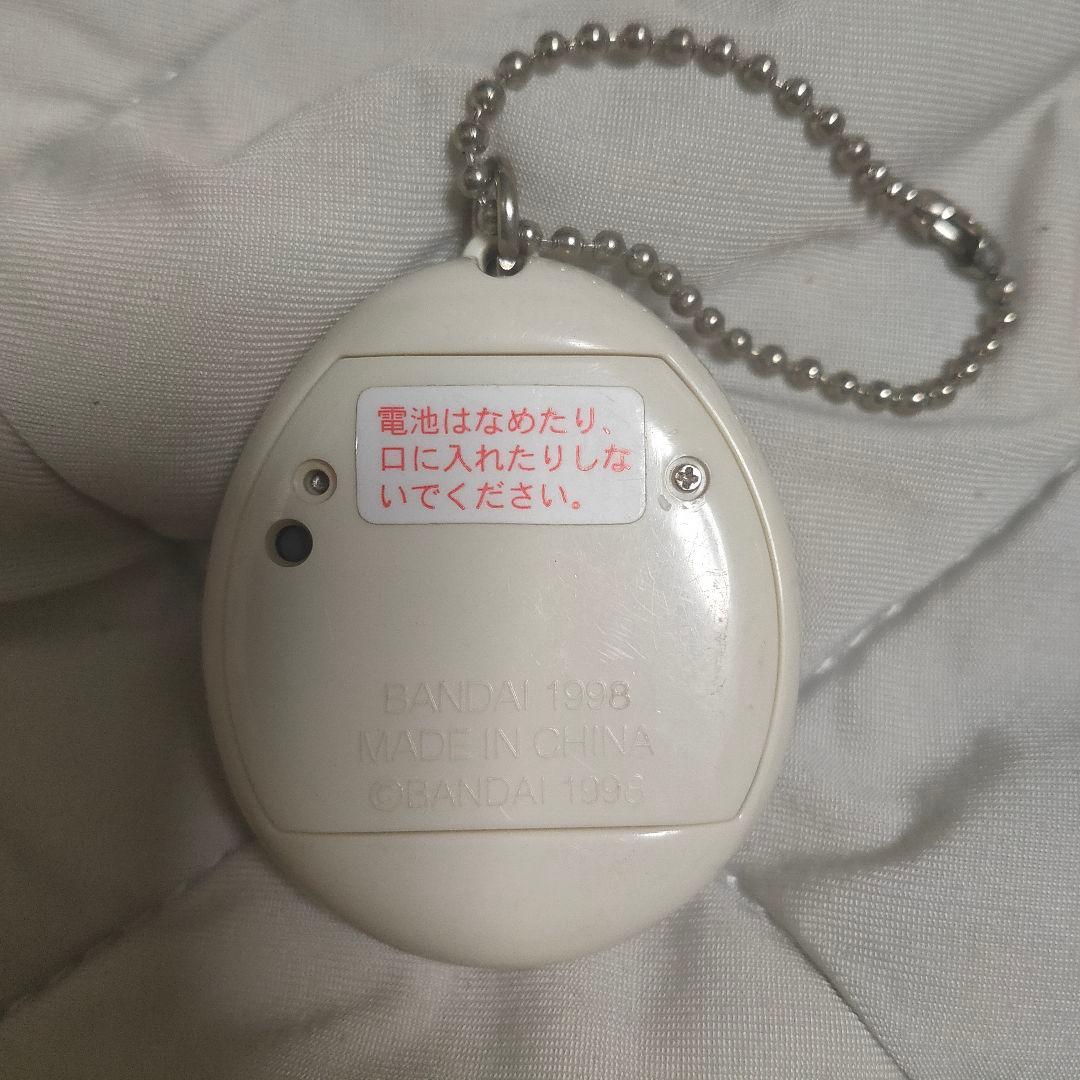 電池はなめたり、
口に入れたりしな
いでください。
BANDAI 1998
MADE IN CHINA
©BANDAI 1996